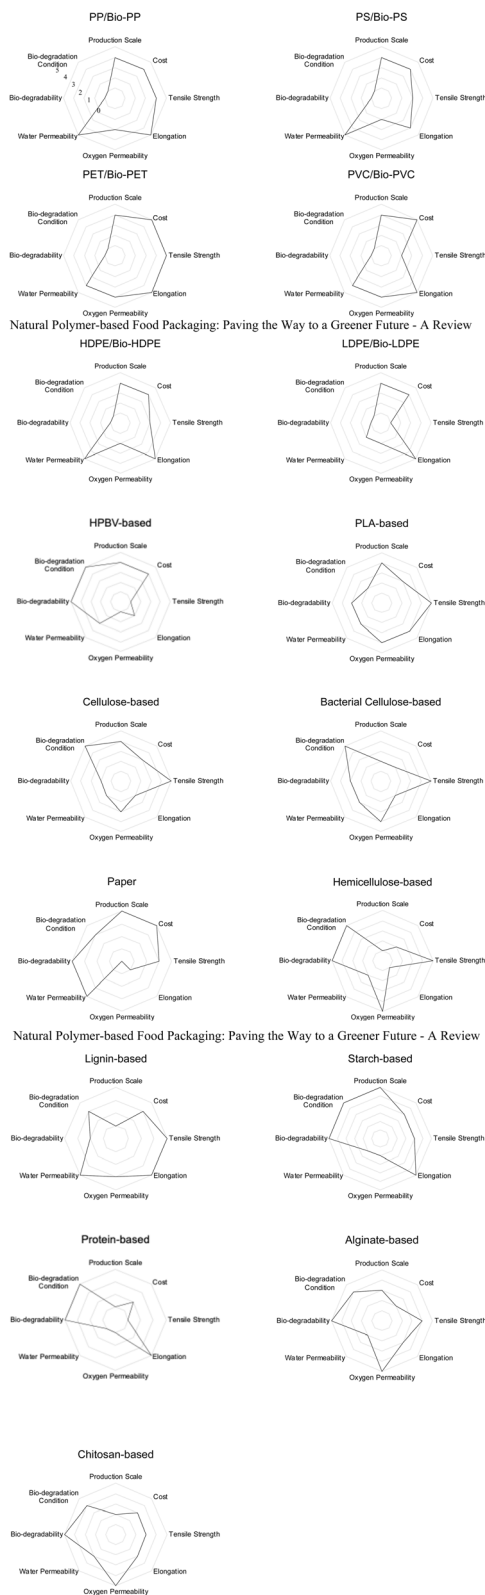 PP/Bio-PP
Production Scale
Bio-degradation
Condition
Cost
5
4
3
2
1
0
Bio-degradability
Tensile Strength
Water Permeability
Elongation
Oxygen Permeability
PS/Bio-PS
Production Scale
Bio-degradation
Condition
Cost
Bio-degradability
Tensile Strength
Water Permeability
Elongation
Oxygen Permeability
PET/Bio-PET
Production Scale
Bio-degradation
Condition
Cost
Bio-degradability
Tensile Strength
Water Permeability
Elongation
Oxygen Permeability
PVC/Bio-PVC
Production Scale
Bio-degradation
Condition
Cost
Bio-degradability
Tensile Strength
Water Permeability
Elongation
Oxygen Permeability
Natural Polymer-based Food Packaging: Paving the Way to a Greener Future - A Review
HDPE/Bio-HDPE
Production Scale
Bio-degradation
Condition
Cost
Bio-degradability
Tensile Strength
Water Permeability
Elongation
Oxygen Permeability
LDPE/Bio-LDPE
Production Scale
Bio-degradation
Condition
Cost
Bio-degradability
Tensile Strength
Water Permeability
Elongation
Oxygen Permeability
HPBV-based
Production Scale
Bio-degradation
Condition
Cost
Bio-degradability
Tensile Strength
Water Permeability
Elongation
Oxygen Permeability
PLA-based
Production Scale
Bio-degradation
Condition
Cost
Bio-degradability
Tensile Strength
Water Permeability
Elongation
Oxygen Permeability
Cellulose-based
Production Scale
Bio-degradation
Condition
Cost
Bio-degradability
Tensile Strength
Water Permeability
Elongation
Oxygen Permeability
Bacterial Cellulose-based
Production Scale
Bio-degradation
Condition
Cost
Bio-degradability
Tensile Strength
Water Permeability
Elongation
Oxygen Permeability
Paper
Production Scale
Bio-degradation
Condition
Cost
Bio-degradability
Tensile Strength
Water Permeability
Elongation
Oxygen Permeability
Hemicellulose-based
Production Scale
Bio-degradation
Condition
Cost
Bio-degradability
Tensile Strength
Water Permeability
Elongation
Oxygen Permeability
Natural Polymer-based Food Packaging: Paving the Way to a Greener Future - A Review
Lignin-based
Production Scale
Bio-degradation
Condition
Cost
Bio-degradability
Tensile Strength
Water Permeability
Elongation
Oxygen Permeability
Starch-based
Production Scale
Bio-degradation
Condition
Cost
Bio-degradability
Tensile Strength
Water Permeability
Elongation
Oxygen Permeability
Protein-based
Production Scale
Bio-degradation
Condition
Cost
Bio-degradability
Tensile Strength
Water Permeability
Elongation
Oxygen Permeability
Alginate-based
Production Scale
Bio-degradation
Condition
Cost
Bio-degradability
Tensile Strength
Water Permeability
Elongation
Oxygen Permeability
Chitosan-based
Production Scale
Bio-degradation
Condition
Cost
Bio-degradability
Tensile Strength
Water Permeability
Elongation
Oxygen Permeability